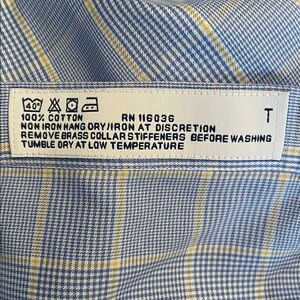 100% COTTON RN 116036 T
NON IRON HANG DRY/IRON AT DISCRETION
REMOVE BRASS COLLAR STIFFENERS BEFORE WASHING
TUMBLE DRY AT LOW TEMPERATURE